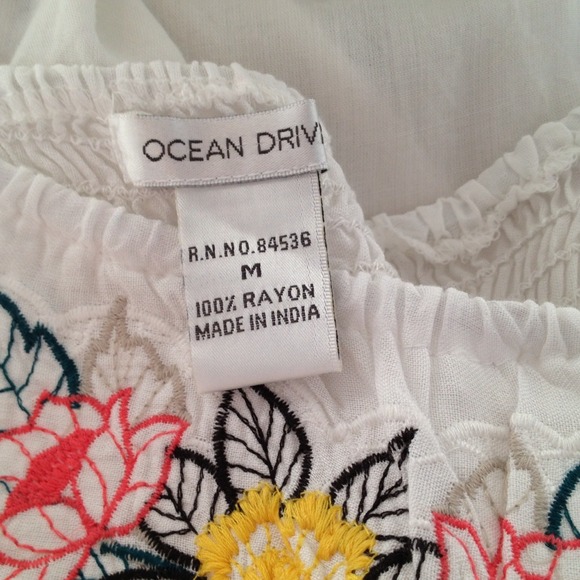 OCEAN DRIV
R.N.NO.84536
M
100% RAYON
MADE IN INDIA